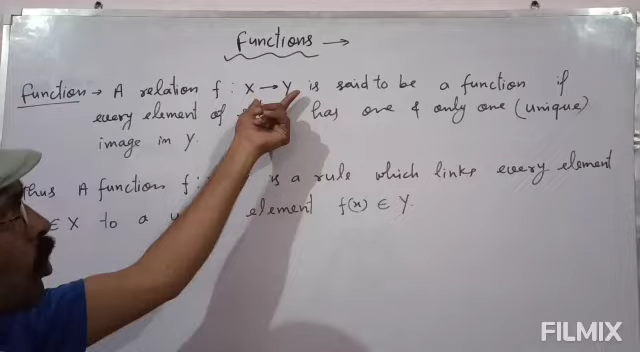 Functions →
Function → A relation f : X → Y is said to be a function if
every element of has one & only one (unique)
image in Y.
Thus A function f : is a rule which links every element
∈ X to a element f(x) ∈ Y.
FILMIX